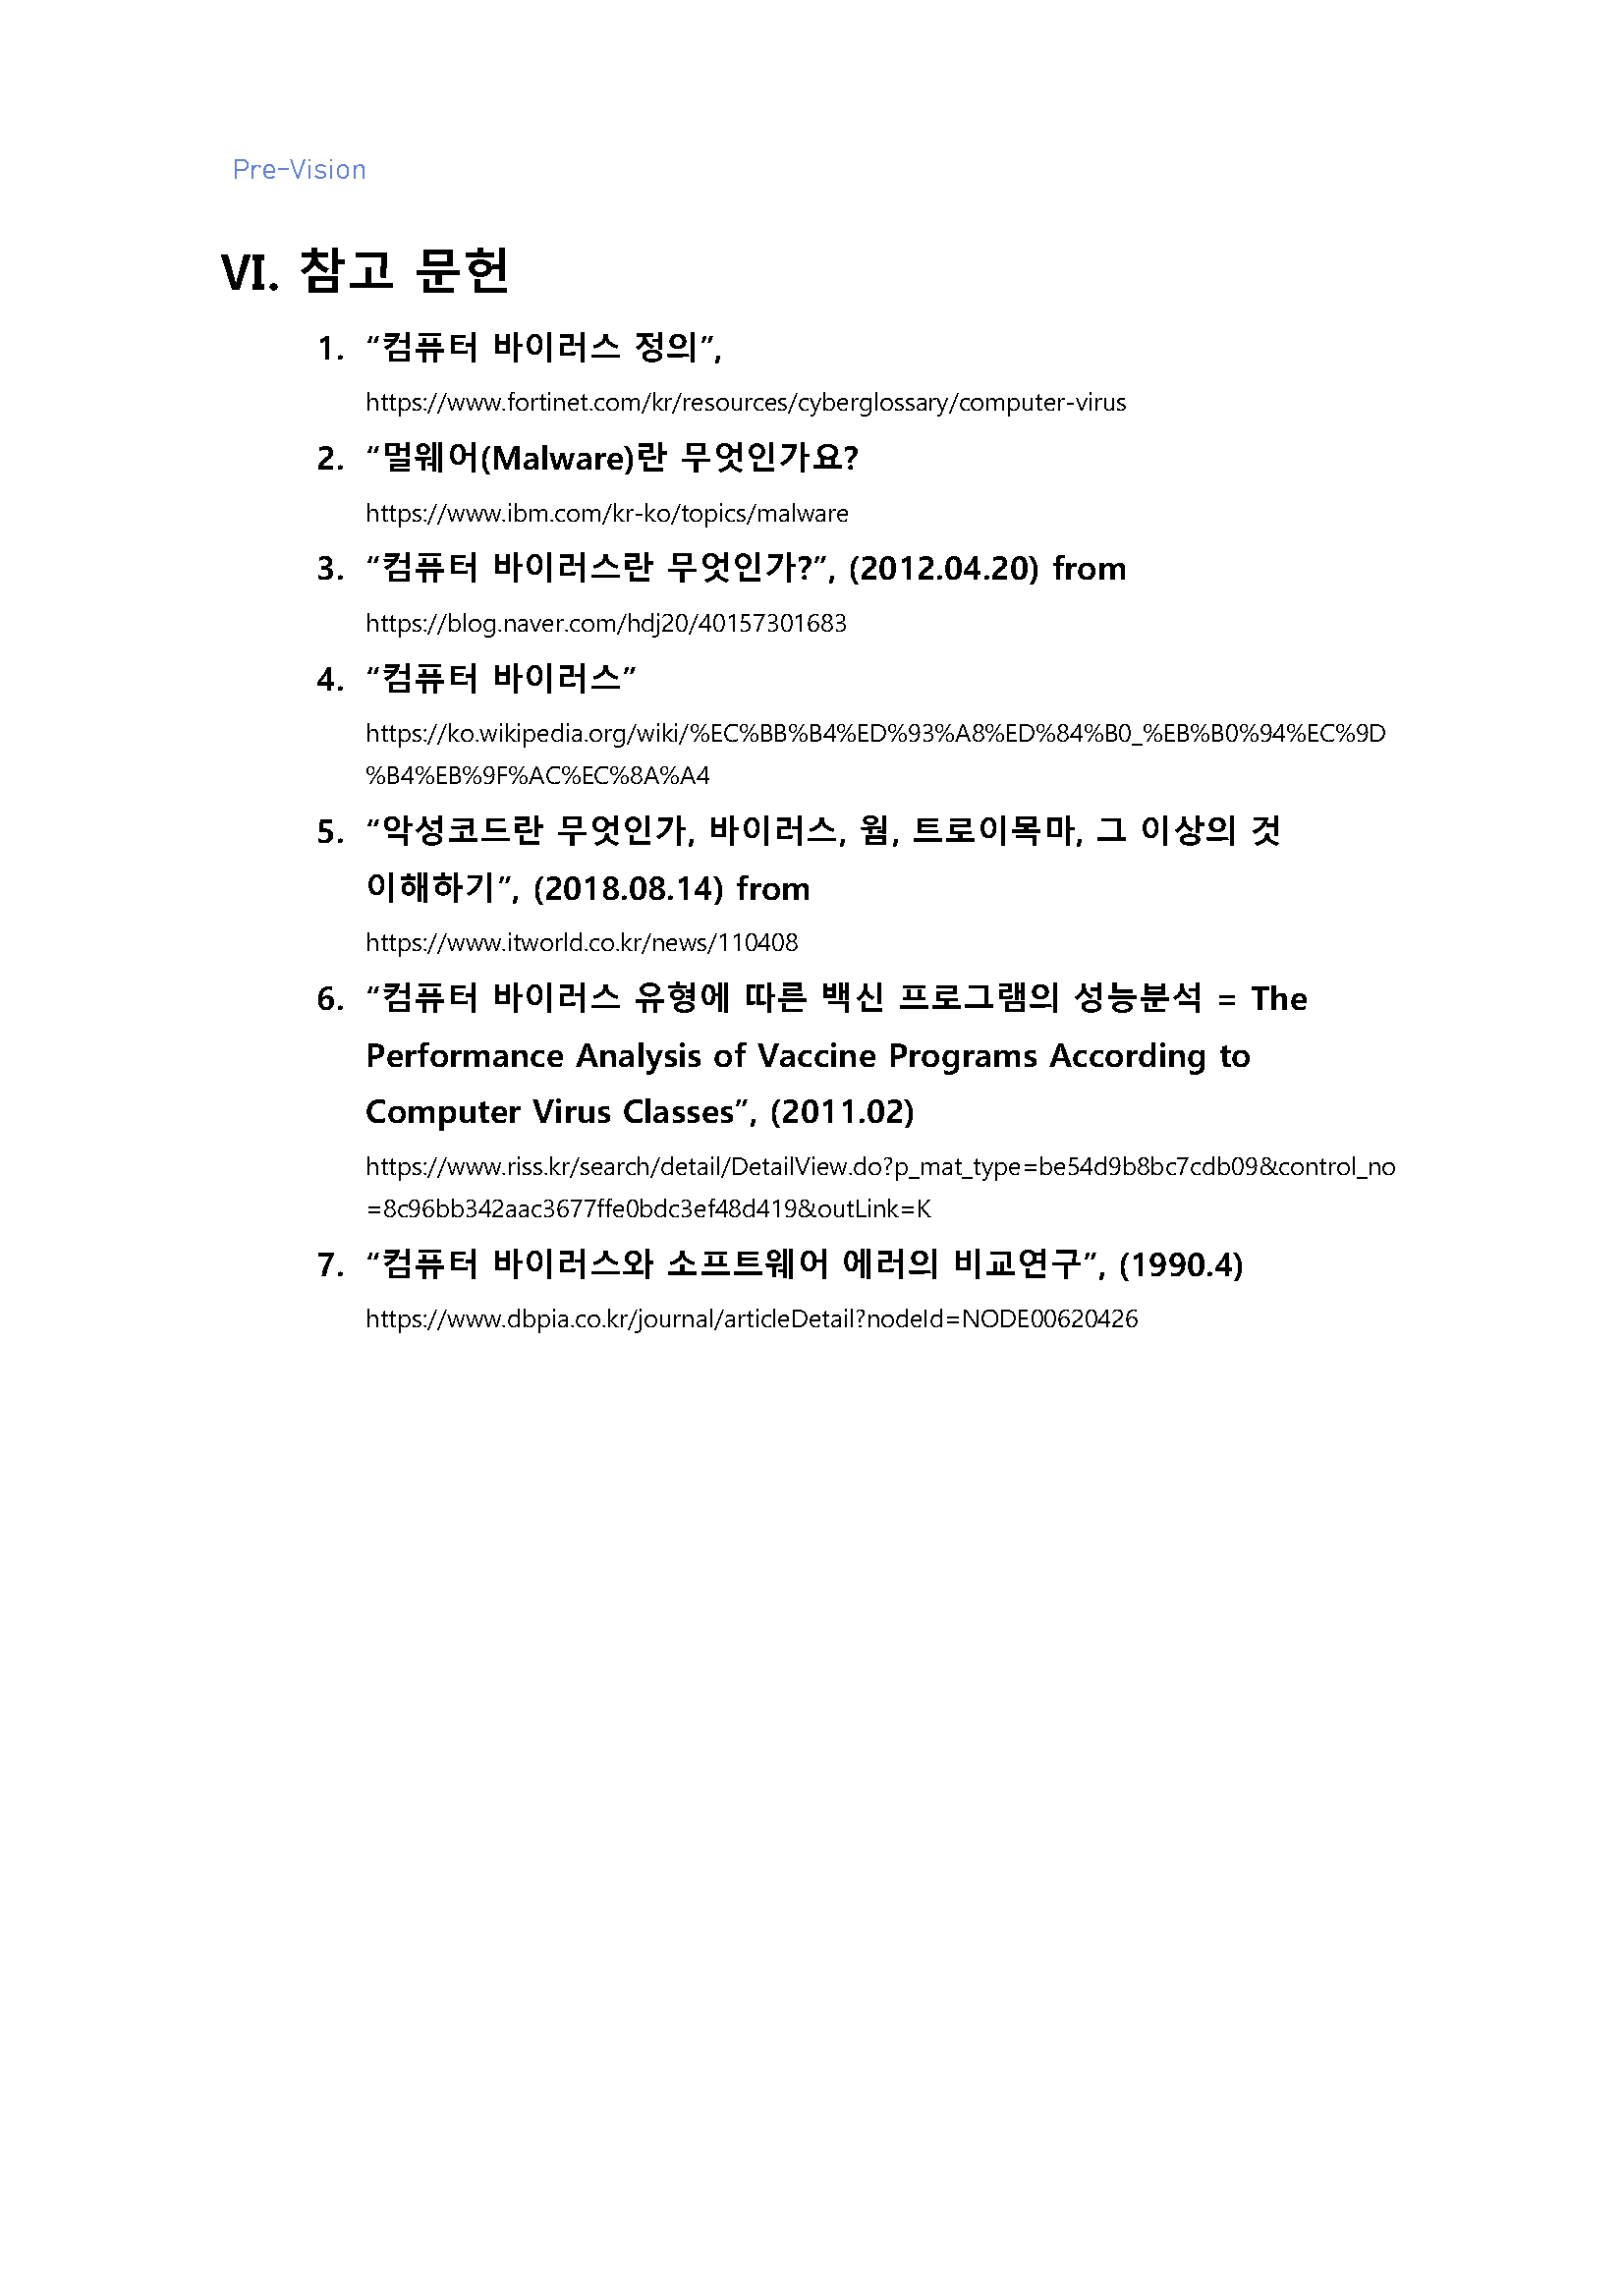 Pre-Vision
VI. 참고 문헌
1. “컴퓨터 바이러스 정의”,
https://www.fortinet.com/kr/resources/cyberglossary/computer-virus
2. “멀웨어(Malware)란 무엇인가요?
https://www.ibm.com/kr-ko/topics/malware
3. “컴퓨터 바이러스란 무엇인가?”, (2012.04.20) from
https://blog.naver.com/hdj20/40157301683
4. “컴퓨터 바이러스”
https://ko.wikipedia.org/wiki/%EC%BB%B4%ED%93%A8%ED%84%B0_%EB%B0%94%EC%9D
%B4%EB%9F%AC%EC%8A%A4
5. “악성코드란 무엇인가, 바이러스, 웜, 트로이목마, 그 이상의 것
이해하기”, (2018.08.14) from
https://www.itworld.co.kr/news/110408
6. “컴퓨터 바이러스 유형에 따른 백신 프로그램의 성능분석 = The
Performance Analysis of Vaccine Programs According to
Computer Virus Classes”, (2011.02)
https://www.riss.kr/search/detail/DetailView.do?p_mat_type=be54d9b8bc7cdb09&control_no
=8c96bb342aac3677ffe0bdc3ef48d419&outLink=K
7. “컴퓨터 바이러스와 소프트웨어 에러의 비교연구”, (1990.4)
https://www.dbpia.co.kr/journal/articleDetail?nodeId=NODE00620426